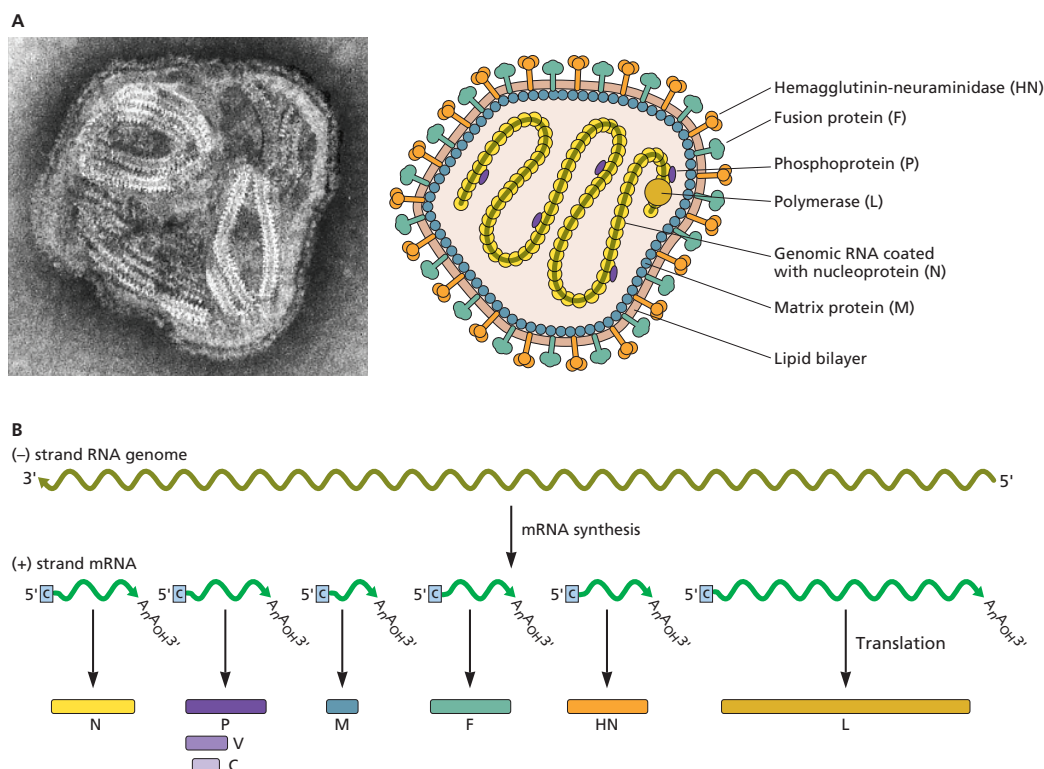 A
Hemagglutinin-neuraminidase (HN)
Fusion protein (F)
Phosphoprotein (P)
Polymerase (L)
Genomic RNA coated
with nucleoprotein (N)
Matrix protein (M)
Lipid bilayer
B
(–) strand RNA genome
3' 5'
mRNA synthesis
(+) strand mRNA
5' C AnAOH3' 5' C AnAOH3' 5' C AnAOH3' 5' C AnAOH3' 5' C AnAOH3' 5' C AnAOH3'
Translation
N P M F HN L
V
C